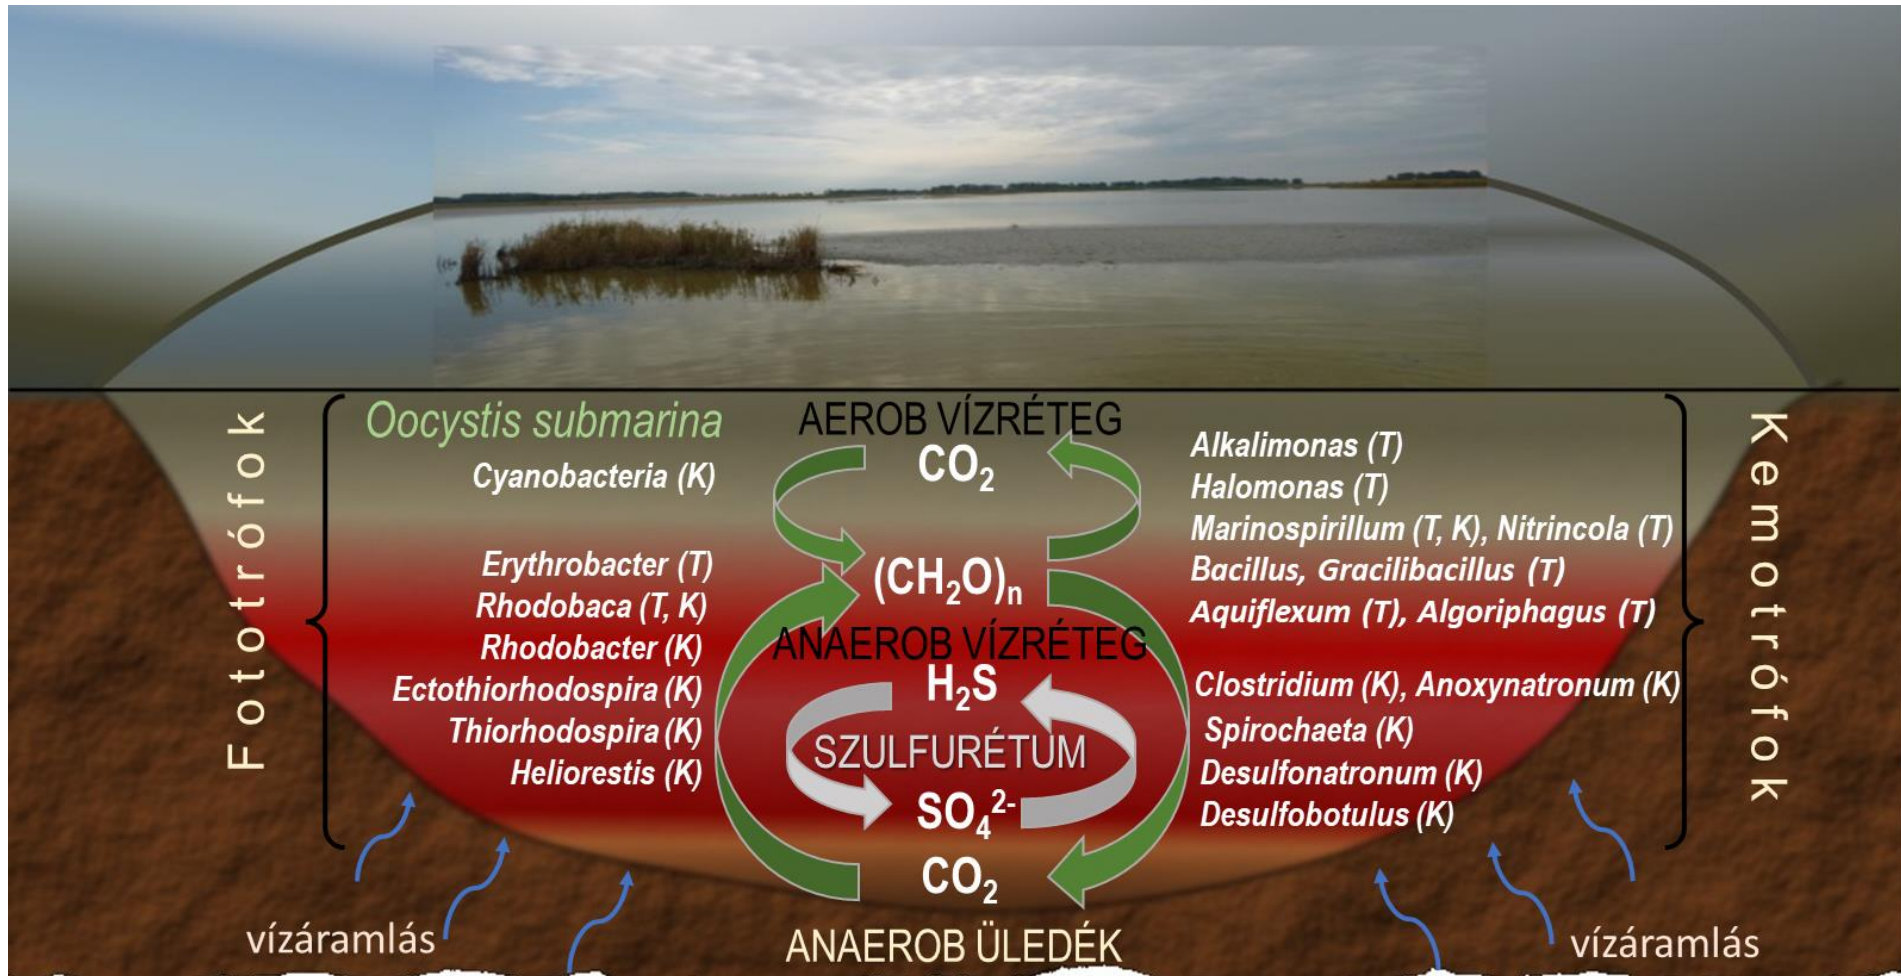 Fototrófok
Oocystis submarina
Cyanobacteria (K)
Erythrobacter (T)
Rhodobaca (T, K)
Rhodobacter (K)
Ectothiorhodospira (K)
Thiorhodospira (K)
Heliorestis (K)
AEROB VÍZRÉTEG
CO₂
(CH₂O)ₙ
ANAEROB VÍZRÉTEG
H₂S
SZULFURÉTUM
SO₄²⁻
CO₂
ANAEROB ÜLEDÉK
Alkalimonas (T)
Halomonas (T)
Marinospirillum (T, K), Nitrincola (T)
Bacillus, Gracilibacillus (T)
Aquiflexum (T), Algoriphagus (T)
Clostridium (K), Anoxynatronum (K)
Spirochaeta (K)
Desulfonatronum (K)
Desulfobotulus (K)
Kemotrófok
vízáramlás
vízáramlás